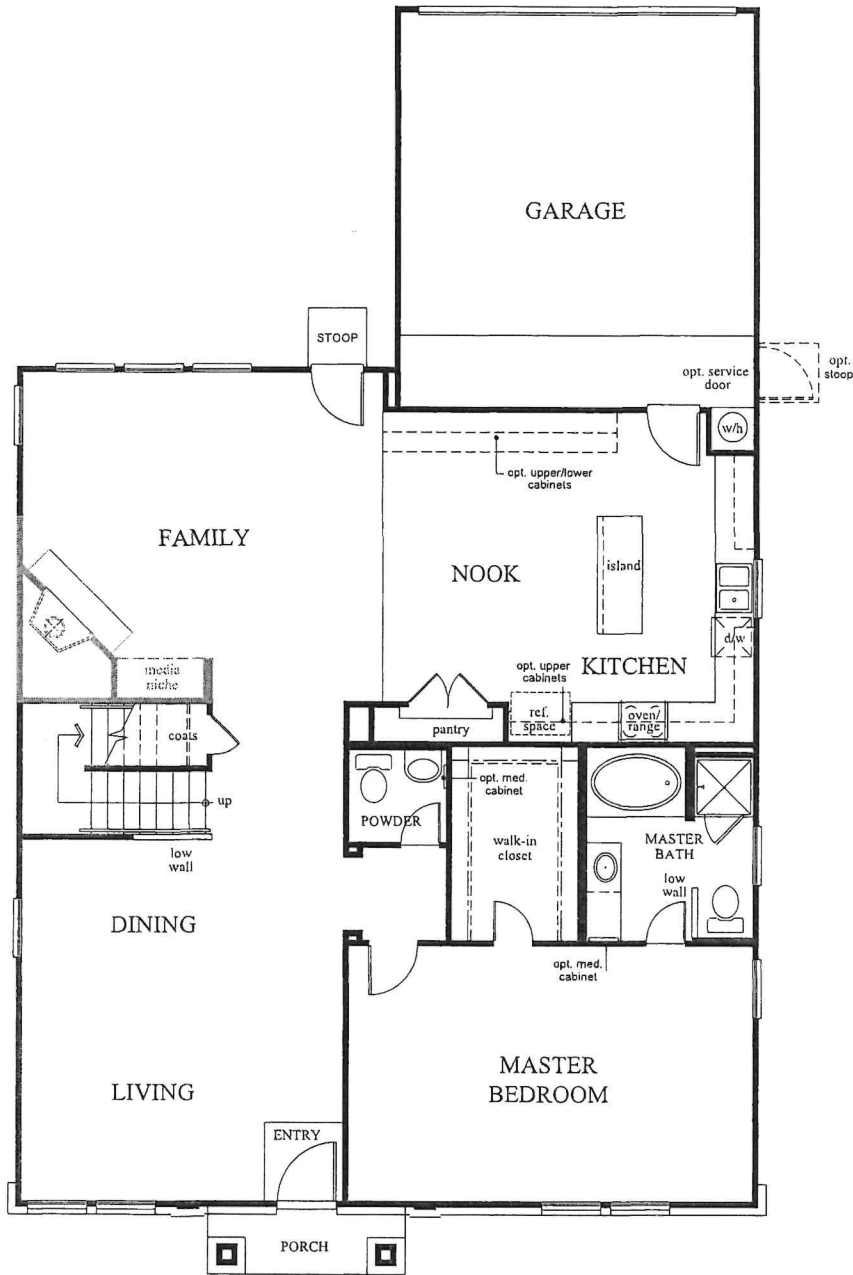 GARAGE
STOOP
opt. service
door
opt.
stoop
w/h
opt. upper/lower
cabinets
FAMILY
NOOK
island
d/w
opt. upper
cabinets
KITCHEN
media
niche
ref.
space
oven/
range
pantry
coats
up
opt. med.
cabinet
POWDER
walk-in
closet
MASTER
BATH
low
wall
low
wall
DINING
opt. med.
cabinet
MASTER
BEDROOM
LIVING
ENTRY
PORCH